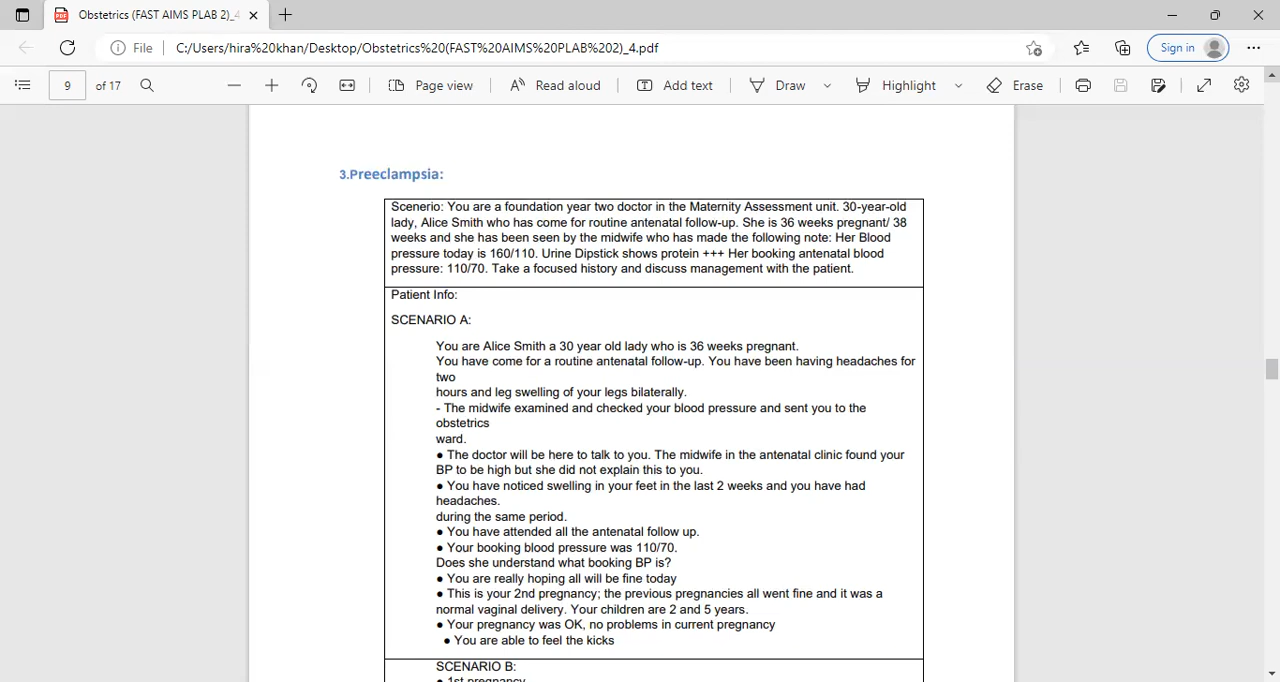 Obstetrics (FAST AIMS PLAB 2)_4
File
C:/Users/hira%20khan/Desktop/Obstetrics%20(FAST%20AIMS%20PLAB%202)_4.pdf
Sign in
9 of 17
Page view
Read aloud
Add text
Draw
Highlight
Erase
3.Preeclampsia:
Scenerio: You are a foundation year two doctor in the Maternity Assessment unit. 30-year-old
lady, Alice Smith who has come for routine antenatal follow-up. She is 36 weeks pregnant/ 38
weeks and she has been seen by the midwife who has made the following note: Her Blood
pressure today is 160/110. Urine Dipstick shows protein +++ Her booking antenatal blood
pressure: 110/70. Take a focused history and discuss management with the patient.
Patient Info:
SCENARIO A:
You are Alice Smith a 30 year old lady who is 36 weeks pregnant.
You have come for a routine antenatal follow-up. You have been having headaches for
two
hours and leg swelling of your legs bilaterally.
- The midwife examined and checked your blood pressure and sent you to the
obstetrics
ward.
● The doctor will be here to talk to you. The midwife in the antenatal clinic found your
BP to be high but she did not explain this to you.
● You have noticed swelling in your feet in the last 2 weeks and you have had
headaches.
during the same period.
● You have attended all the antenatal follow up.
● Your booking blood pressure was 110/70.
Does she understand what booking BP is?
● You are really hoping all will be fine today
● This is your 2nd pregnancy; the previous pregnancies all went fine and it was a
normal vaginal delivery. Your children are 2 and 5 years.
● Your pregnancy was OK, no problems in current pregnancy
● You are able to feel the kicks
SCENARIO B:
● 1st pregnancy